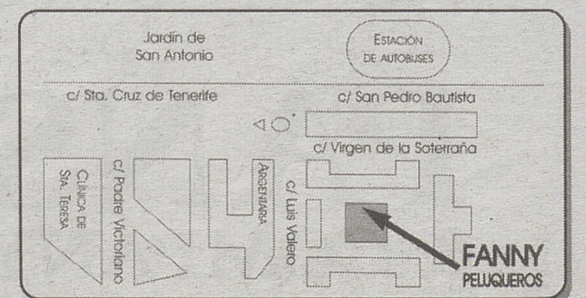 Jardín de
San Antonio
ESTACIÓN
DE AUTOBUSES
c/ Sta. Cruz de Tenerife
c/ San Pedro Bautista
c/ Virgen de la Soterraña
CLÍNICA DE
STA. TERESA
c/ Padre Victoriano
ARGENTARIA
c/ Luis Valero
FANNY
PELUQUEROS